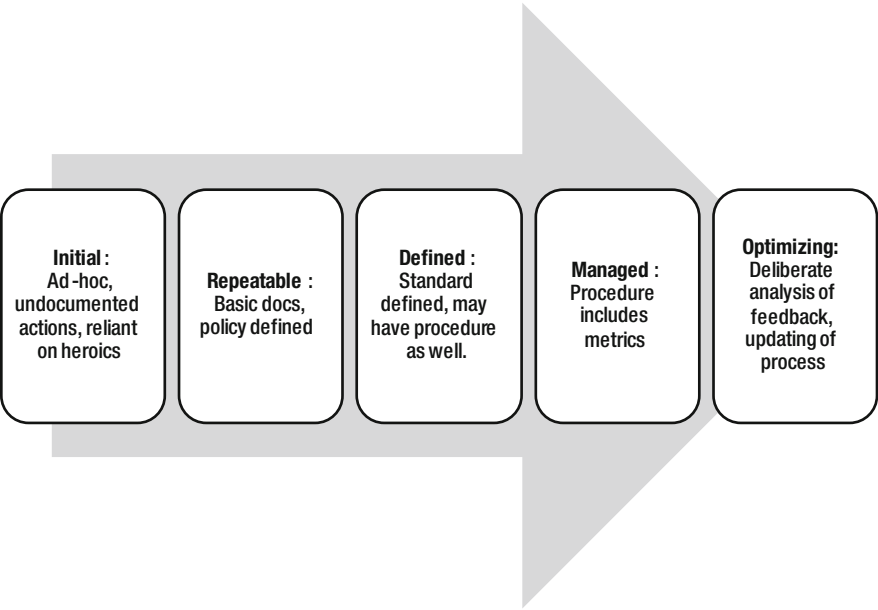 Initial :
Ad-hoc,
undocumented
actions, reliant
on heroics
Repeatable :
Basic docs,
policy defined
Defined :
Standard
defined, may
have procedure
as well.
Managed :
Procedure
includes
metrics
Optimizing:
Deliberate
analysis of
feedback,
updating of
process